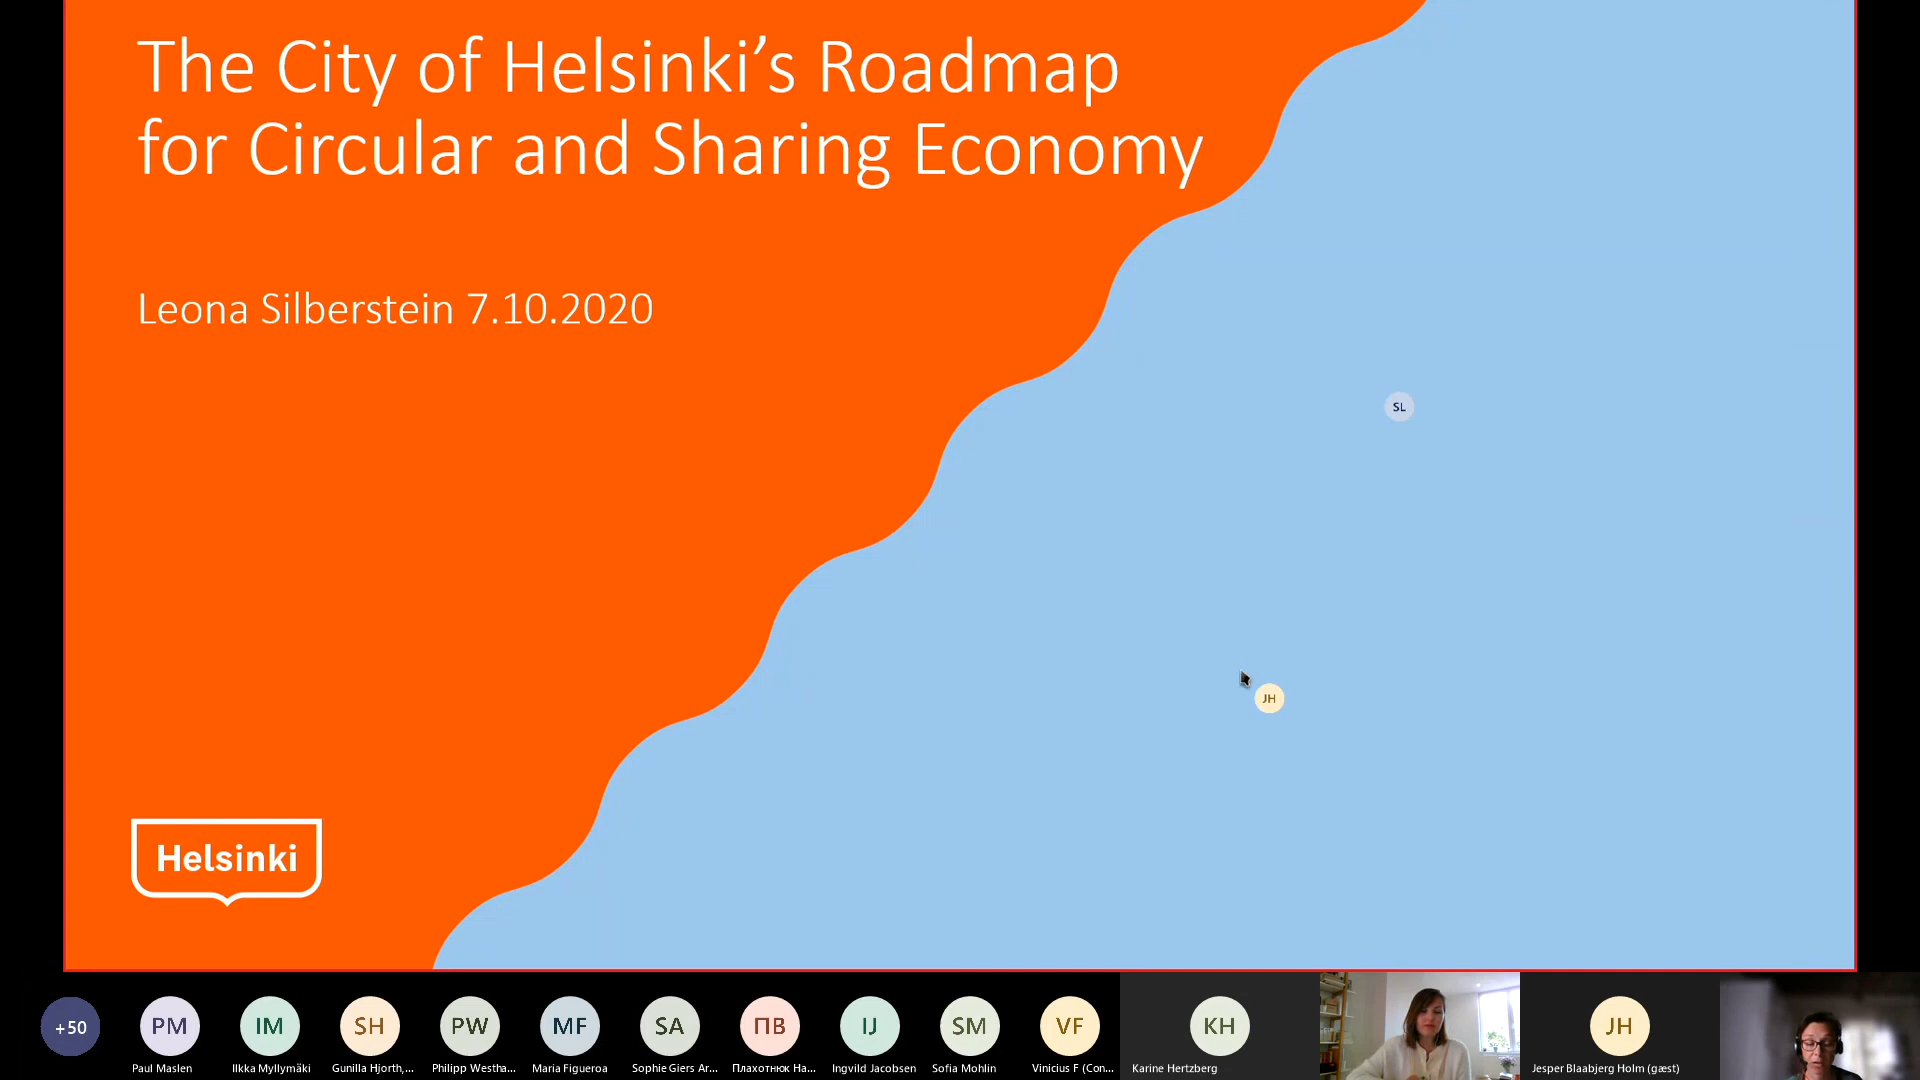 The City of Helsinki’s Roadmap
for Circular and Sharing Economy
Leona Silberstein 7.10.2020
SL
JH
Helsinki
+50
PM
IM
SH
PW
MF
SA
ПВ
IJ
SM
VF
KH
JH
Paul Maslen
Ilkka Myllymäki
Gunilla Hjorth,...
Philipp Westha...
Maria Figueroa
Sophie Giers Ar...
Плахотнюк На...
Ingvild Jacobsen
Sofia Mohlin
Vinicius F (Con...
Karine Hertzberg
Jesper Blaabjerg Holm (gæst)